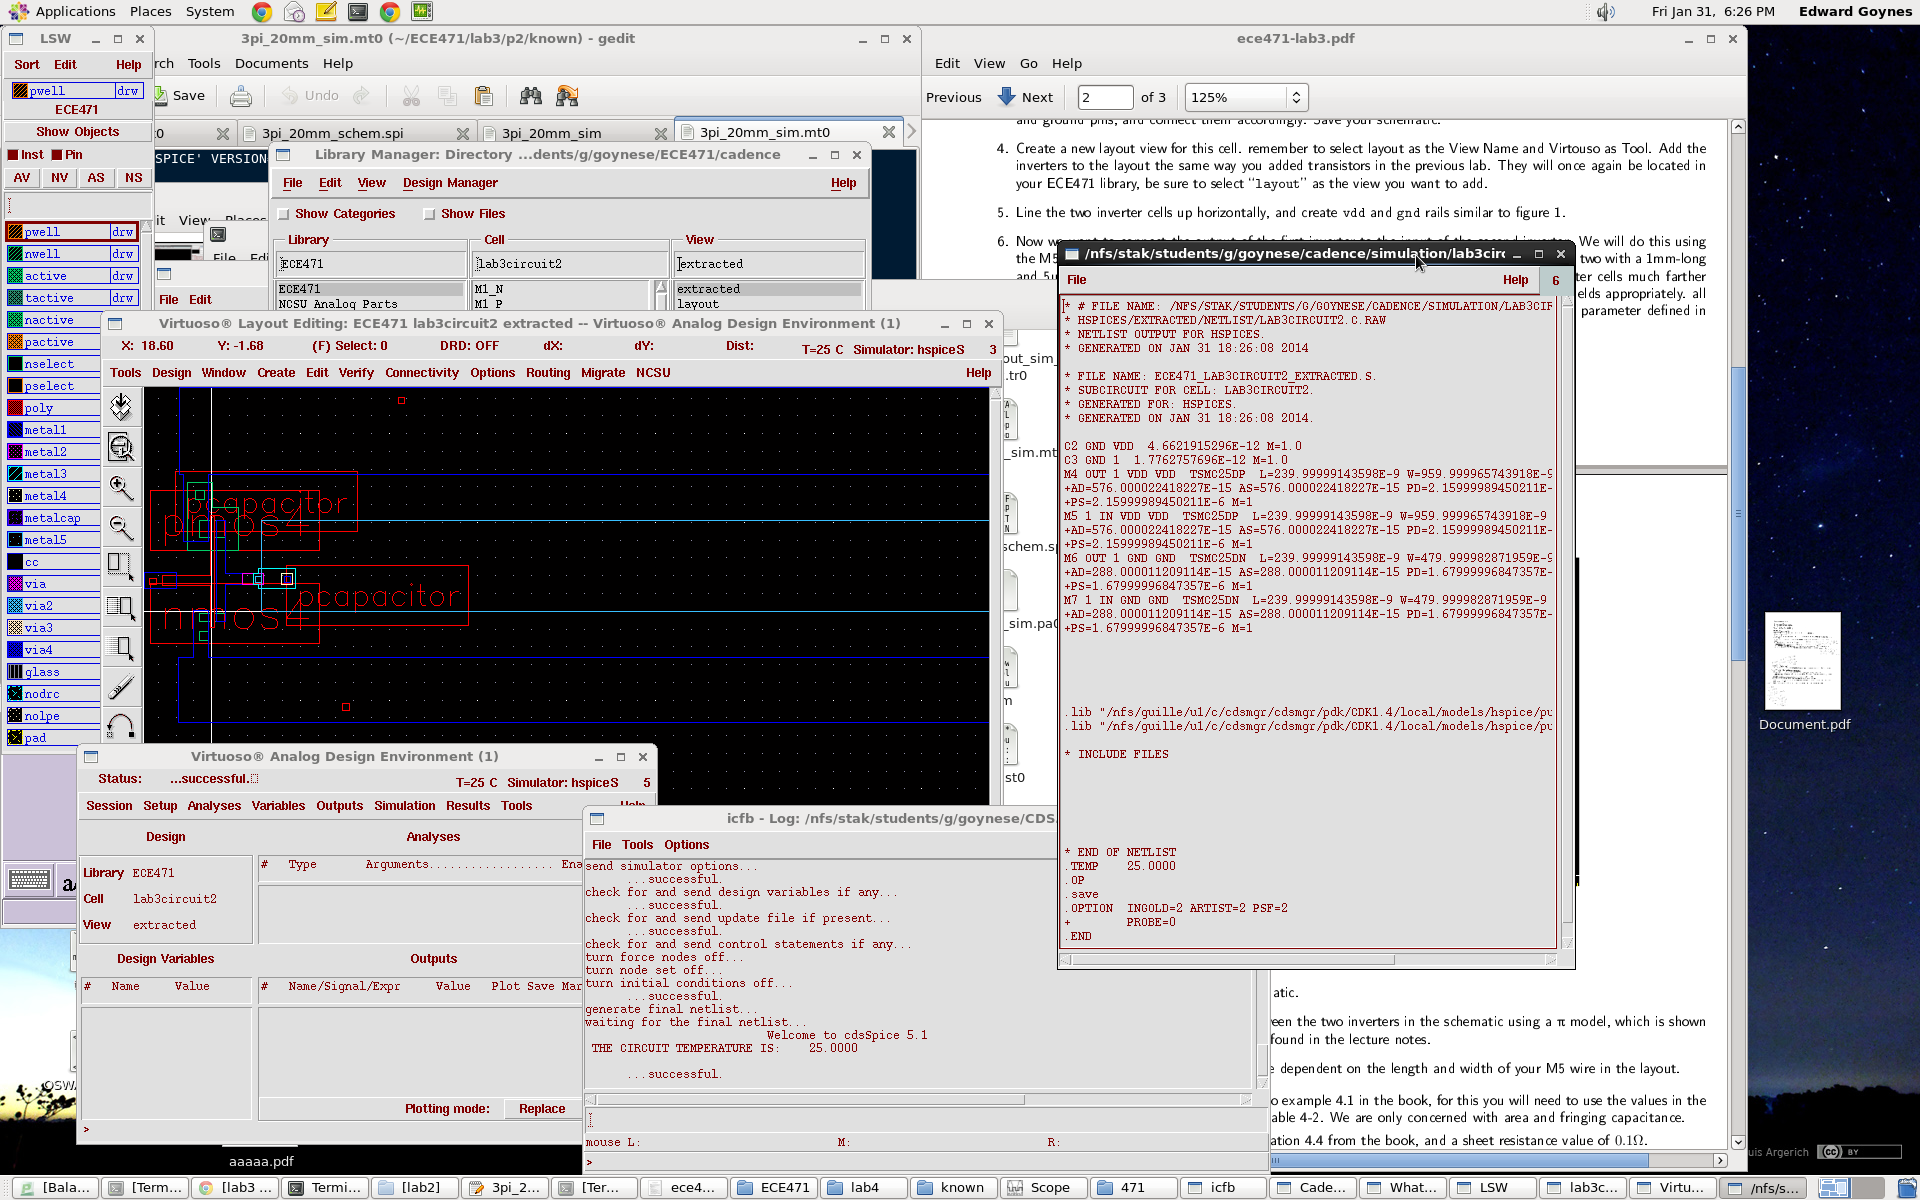 Applications Places System
Fri Jan 31, 6:26 PM Edward Goynes
LSW
Sort Edit Help
pwell drw
ECE471
Show Objects
Inst Pin
AV NV AS NS
pwell drw
nwell drw
active drw
tactive drw
nactive
pactive
nselect
pselect
poly
metal1
metal2
metal3
metal4
metalcap
metal5
cc
via
via2
via3
via4
glass
nodrc
nolpe
pad
3pi_20mm_sim.mt0 (~/ECE471/lab3/p2/known) - gedit
rch Tools Documents Help
Save Undo
3pi_20mm_schem.spi 3pi_20mm_sim 3pi_20mm_sim.mt0
SPICE' VERSION
it View Places
File Edit
Library Manager: Directory ...dents/g/goynese/ECE471/cadence
File Edit View Design Manager Help
Show Categories Show Files
Library Cell View
ECE471 lab3circuit2 extracted
ECE471 M1_N extracted
NCSU_Analog_Parts M1_P layout
Virtuoso® Layout Editing: ECE471 lab3circuit2 extracted -- Virtuoso® Analog Design Environment (1)
X: 18.60 Y: -1.68 (F) Select: 0 DRD: OFF dX: dY: Dist: T=25 C Simulator: hspiceS 3
Tools Design Window Create Edit Verify Connectivity Options Routing Migrate NCSU Help
pcapacitor
pmos4
pcapacitor
nmos4
Virtuoso® Analog Design Environment (1)
Status: ...successful. T=25 C Simulator: hspiceS 5
Session Setup Analyses Variables Outputs Simulation Results Tools Help
Design Analyses
# Type Arguments.................. Ena
Library ECE471
Cell lab3circuit2
View extracted
Design Variables Outputs
# Name Value # Name/Signal/Expr Value Plot Save Mar
Plotting mode: Replace
>
icfb - Log: /nfs/stak/students/g/goynese/CDS.
File Tools Options
send simulator options...
...successful.
check for and send design variables if any...
...successful.
check for and send update file if present...
...successful.
check for and send control statements if any...
turn force nodes off...
turn node set off...
turn initial conditions off...
...successful.
generate final netlist...
waiting for the final netlist...
Welcome to cdsSpice 5.1
THE CIRCUIT TEMPERATURE IS: 25.0000
...successful.
mouse L: M: R:
>
ece471-lab3.pdf
Edit View Go Help
Previous Next 2 of 3 125%
and ground pins, and connect them accordingly. Save your schematic.
4. Create a new layout view for this cell. remember to select layout as the View Name and Virtouso as Tool. Add the
inverters to the layout the same way you added transistors in the previous lab. They will once again be located in
your ECE471 library, be sure to select "layout" as the view you want to add.
5. Line the two inverter cells up horizontally, and create vdd and gnd rails similar to figure 1.
We will do this using
two with a 1mm-long
ter cells much farther
elds appropriately. all
parameter defined in
/nfs/stak/students/g/goynese/cadence/simulation/lab3circ
File Help 6
* # FILE NAME: /NFS/STAK/STUDENTS/G/GOYNESE/CADENCE/SIMULATION/LAB3CIR
* HSPICES/EXTRACTED/NETLIST/LAB3CIRCUIT2.C.RAW
* NETLIST OUTPUT FOR HSPICES.
* GENERATED ON JAN 31 18:26:08 2014
* FILE NAME: ECE471_LAB3CIRCUIT2_EXTRACTED.S.
* SUBCIRCUIT FOR CELL: LAB3CIRCUIT2.
* GENERATED FOR: HSPICES.
* GENERATED ON JAN 31 18:26:08 2014.
C2 GND VDD 4.6621915296E-12 M=1.0
C3 GND 1 1.7762757696E-12 M=1.0
M4 OUT 1 VDD VDD TSMC25DP L=239.99999143598E-9 W=959.999965743918E-9
+AD=576.000022418227E-15 AS=576.000022418227E-15 PD=2.15999989450211E-
+PS=2.15999989450211E-6 M=1
M5 1 IN VDD VDD TSMC25DP L=239.99999143598E-9 W=959.999965743918E-9
+AD=576.000022418227E-15 AS=576.000022418227E-15 PD=2.15999989450211E-
+PS=2.15999989450211E-6 M=1
M6 OUT 1 GND GND TSMC25DN L=239.99999143598E-9 W=479.999982871959E-9
+AD=288.000011209114E-15 AS=288.000011209114E-15 PD=1.67999996847357E-
+PS=1.67999996847357E-6 M=1
M7 1 IN GND GND TSMC25DN L=239.99999143598E-9 W=479.999982871959E-9
+AD=288.000011209114E-15 AS=288.000011209114E-15 PD=1.67999996847357E-
+PS=1.67999996847357E-6 M=1
.lib "/nfs/guille/u1/c/cdsmgr/cdsmgr/pdk/CDK1.4/local/models/hspice/pu
.lib "/nfs/guille/u1/c/cdsmgr/cdsmgr/pdk/CDK1.4/local/models/hspice/pu
* INCLUDE FILES
* END OF NETLIST
.TEMP 25.0000
.OP
.save
.OPTION INGOLD=2 ARTIST=2 PSF=2
+ PROBE=0
.END
out_sim_
.tr0
_sim.mt
schem.sp
_sim.pa0
st0
atic.
een the two inverters in the schematic using a π model, which is shown
found in the lecture notes.
e dependent on the length and width of your M5 wire in the layout.
o example 4.1 in the book, for this you will need to use the values in the
able 4-2. We are only concerned with area and fringing capacitance.
ation 4.4 from the book, and a sheet resistance value of 0.1Ω.
Document.pdf
aaaaa.pdf
uis Argerich CC BY
[Bala... [Term... [lab3 ... Termi... [lab2] 3pi_2... [Ter... ece4... ECE471 lab4 known Scope 471 icfb Cade... What... LSW lab3c... Virtu... /nfs/s...